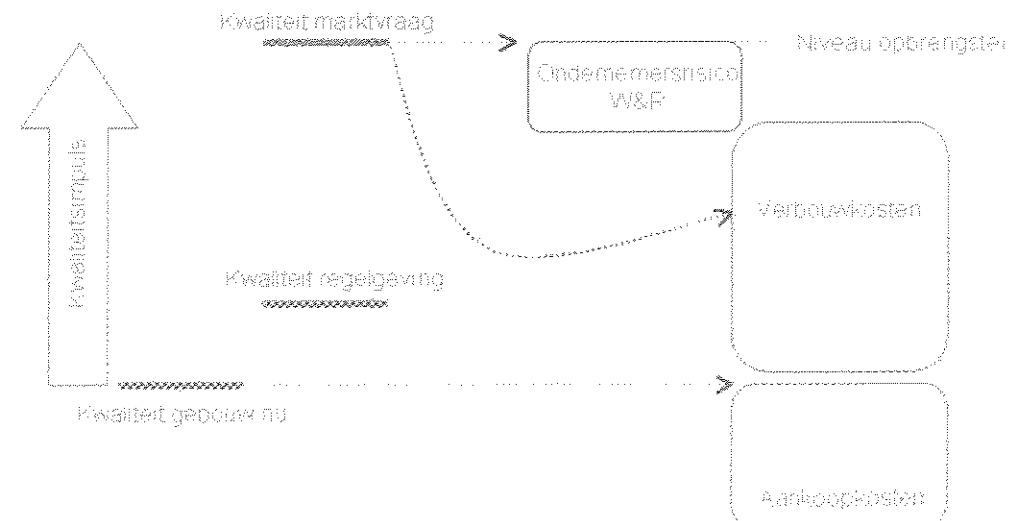 Kwaliteit marktvraag
Niveau opbrengsten
Ondernemersrisico
W&R
Kwaliteitsimpuls
Verbouwkosten
Kwaliteit regelgeving
Kwaliteit gebouw nu
Aankoopkosten